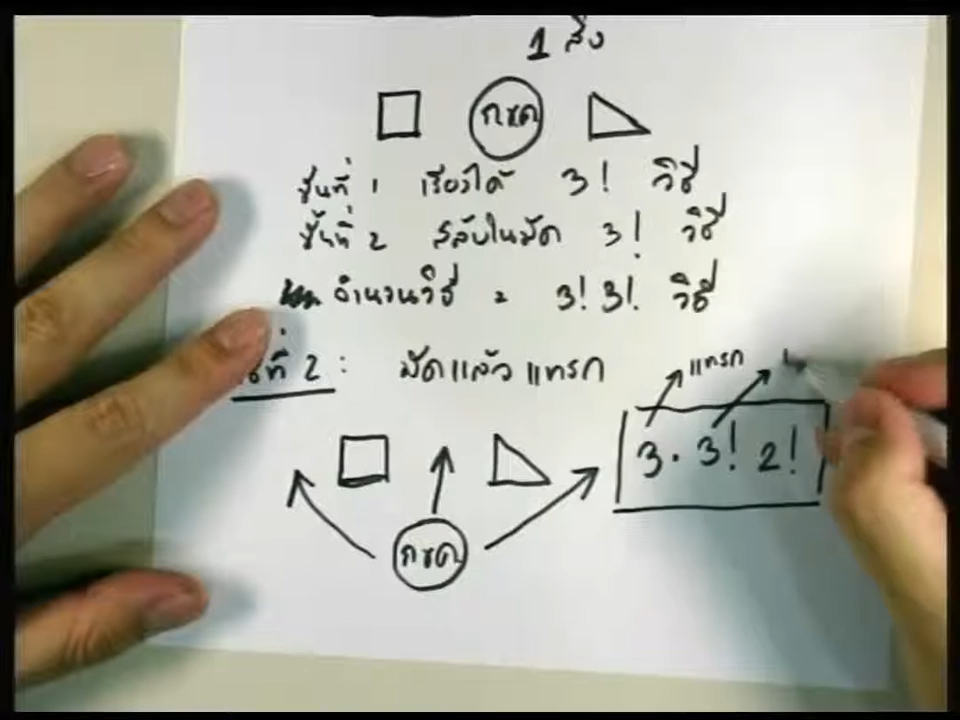 1 สิ่ง
กขค
ขั้นที่ 1 เรียงได้ 3! วิธี
ขั้นที่ 2 สลับในมัด 3! วิธี
จำนวนวิธี = 3! 3! วิธี
ที่ 2 : มัดแล้วแทรก
แทรก
3 · 3! 2!
กขค